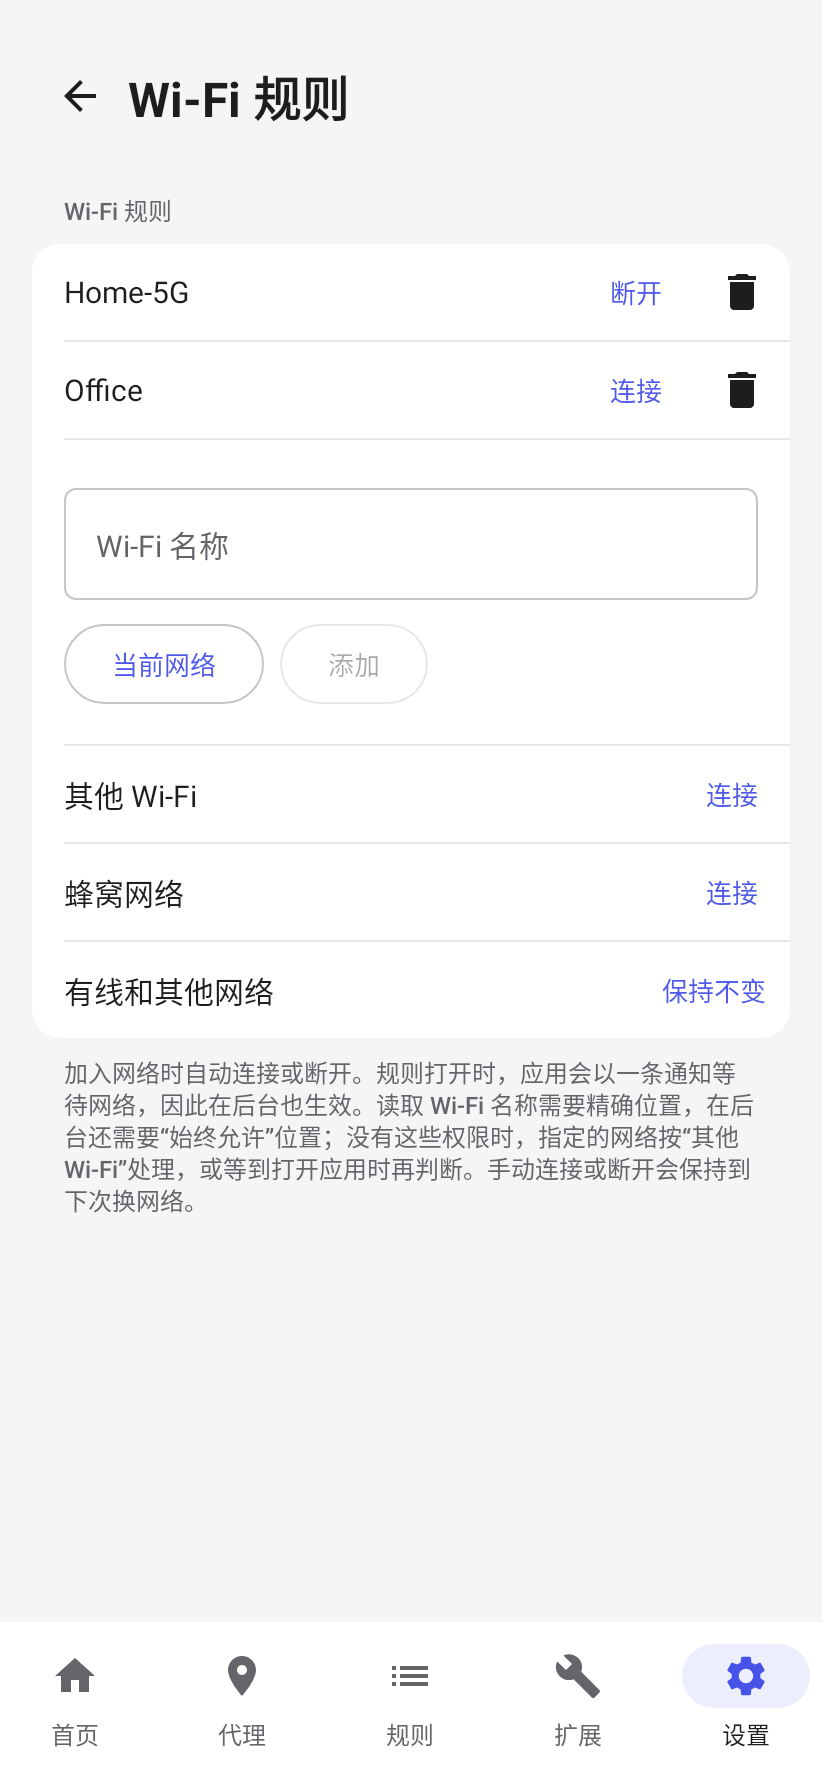 Wi-Fi 规则
Wi-Fi 规则
Home-5G 断开
Office 连接
Wi-Fi 名称
当前网络 添加
其他 Wi-Fi 连接
蜂窝网络 连接
有线和其他网络 保持不变
加入网络时自动连接或断开。规则打开时，应用会以一条通知等
待网络，因此在后台也生效。读取 Wi-Fi 名称需要精确位置，在后
台还需要“始终允许”位置；没有这些权限时，指定的网络按“其他
Wi-Fi”处理，或等到打开应用时再判断。手动连接或断开会保持到
下次换网络。
首页 代理 规则 扩展 设置